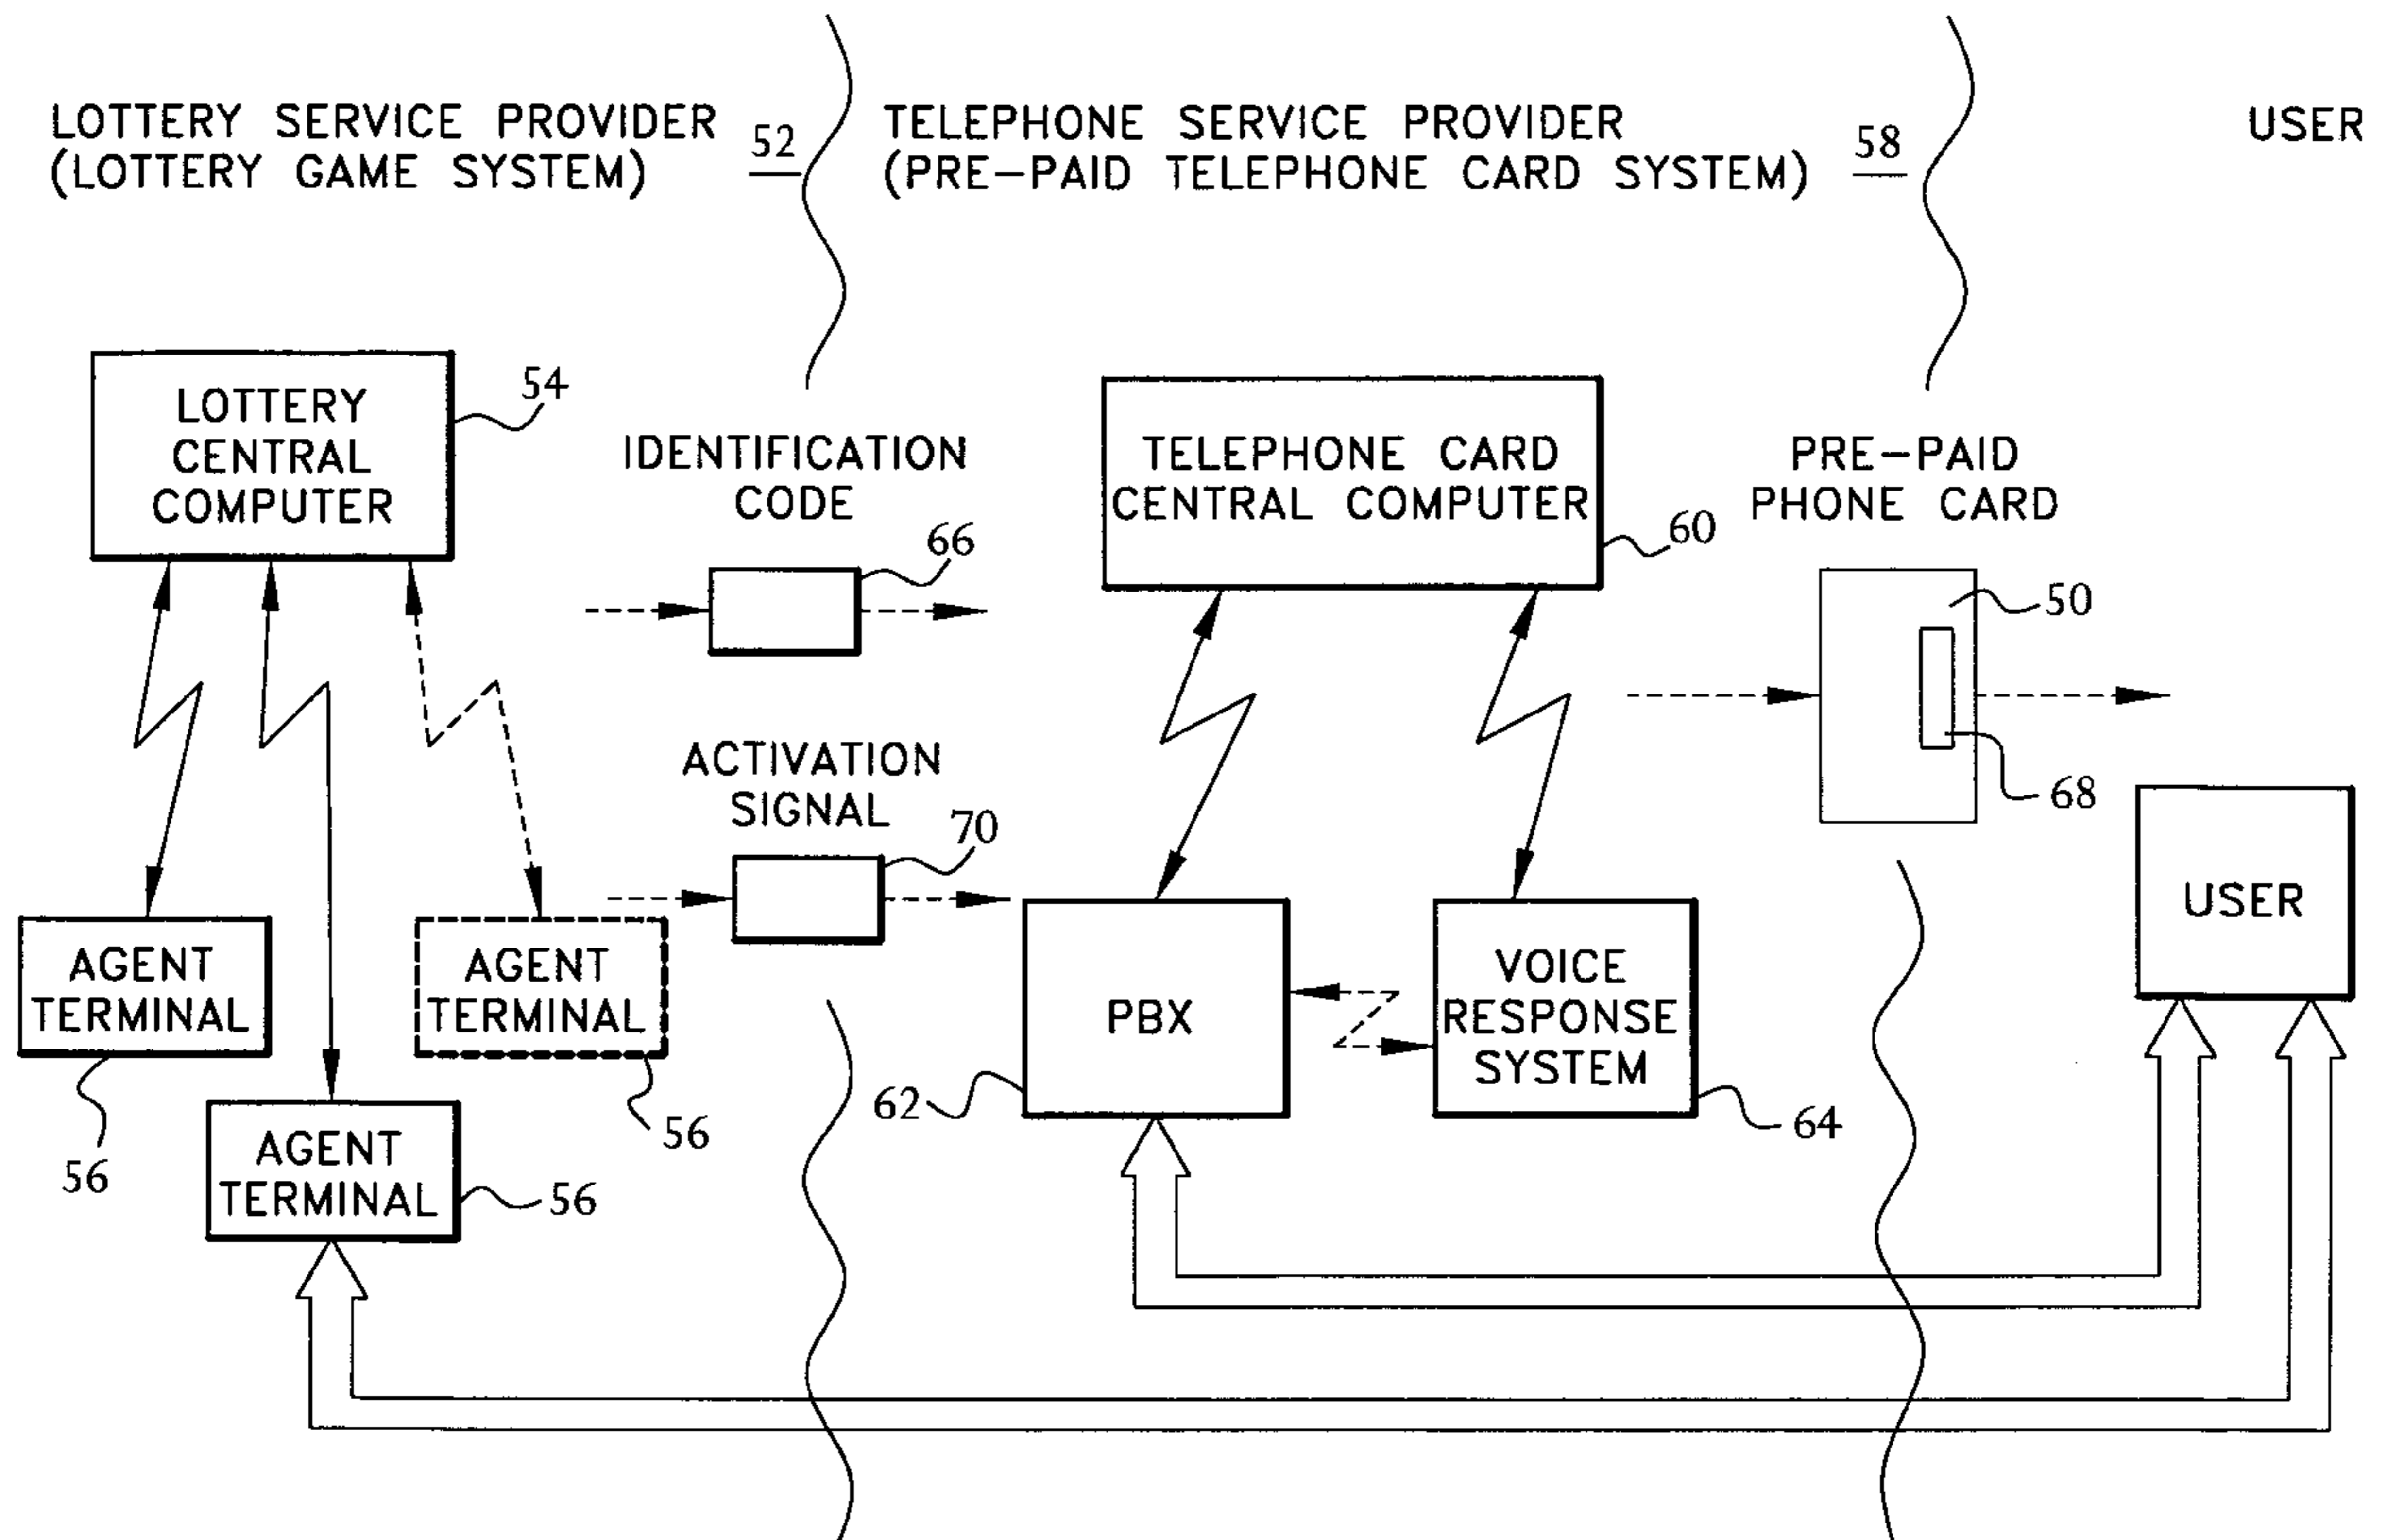 LOTTERY SERVICE PROVIDER
(LOTTERY GAME SYSTEM)
52
TELEPHONE SERVICE PROVIDER
(PRE-PAID TELEPHONE CARD SYSTEM)
58
USER
LOTTERY
CENTRAL
COMPUTER
54
IDENTIFICATION
CODE
66
TELEPHONE CARD
CENTRAL COMPUTER
60
PRE-PAID
PHONE CARD
50
68
ACTIVATION
SIGNAL
70
AGENT
TERMINAL
56
AGENT
TERMINAL
56
AGENT
TERMINAL
56
PBX
62
VOICE
RESPONSE
SYSTEM
64
USER